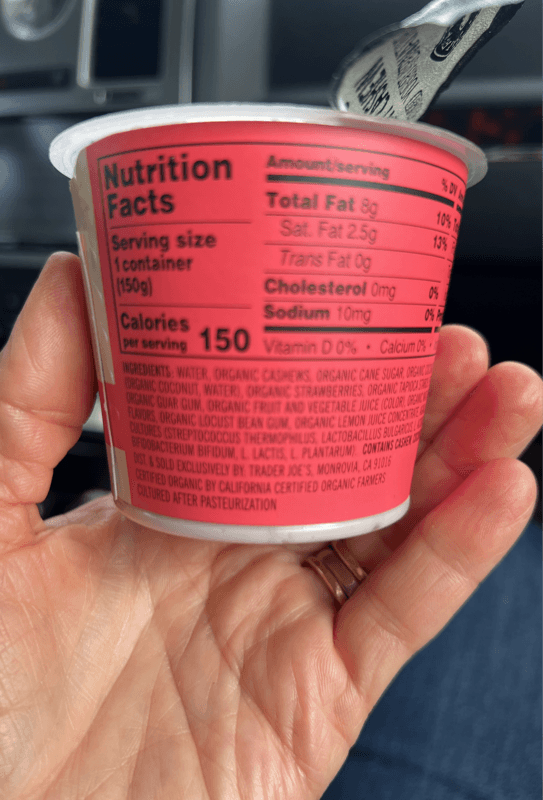 Nutrition
Facts
Serving size
1 container
(150g)
Calories
per serving 150
Amount/serving
% DV
Total Fat 8g 10%
Sat. Fat 2.5g 13%
Trans Fat 0g
Cholesterol 0mg 0%
Sodium 10mg 0%
Vitamin D 0% • Calcium 0% •
INGREDIENTS: WATER, ORGANIC CASHEWS, ORGANIC CANE SUGAR,
ORGANIC COCONUT, WATER), ORGANIC STRAWBERRIES, ORGANIC TAPIOCA
ORGANIC GUAR GUM, ORGANIC FRUIT AND VEGETABLE JUICE (COLOR),
FLAVORS, ORGANIC LOCUST BEAN GUM, ORGANIC LEMON JUICE CONCENTRATE,
CULTURES (STREPTOCOCCUS THERMOPHILUS, LACTOBACILLUS BULGARICUS,
BIFIDOBACTERIUM BIFIDUM, L. LACTIS, L. PLANTARUM). CONTAINS CASHEW
DIST. & SOLD EXCLUSIVELY BY: TRADER JOE'S, MONROVIA, CA 91016
CERTIFIED ORGANIC BY CALIFORNIA CERTIFIED ORGANIC FARMERS
CULTURED AFTER PASTEURIZATION